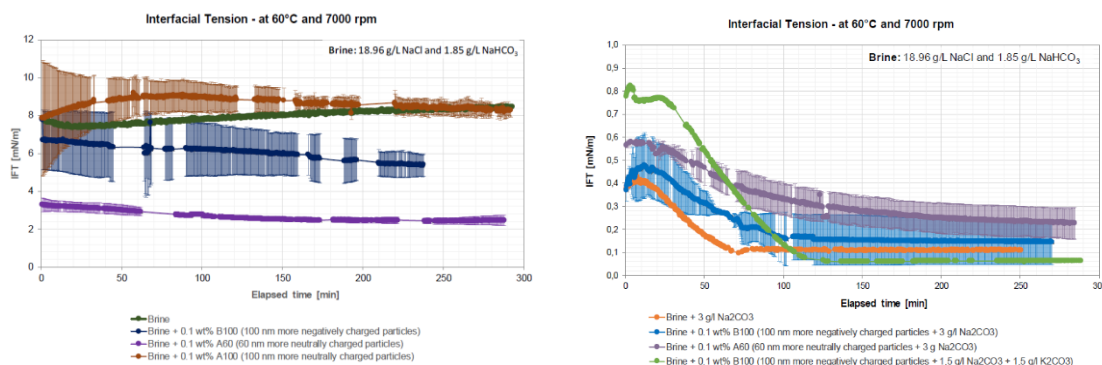 Interfacial Tension - at 60°C and 7000 rpm
12
10
8
6
4
2
0
IFT [mN/m]
Brine: 18.96 g/L NaCl and 1.85 g/L NaHCO3
0 50 100 150 200 250 300
Elapsed time [min]
Brine
Brine + 0.1 wt% B100 (100 nm more negatively charged particles)
Brine + 0.1 wt% A60 (60 nm more neutrally charged particles)
Brine + 0.1 wt% A100 (100 nm more neutrally charged particles)
Interfacial Tension - at 60°C and 7000 rpm
1,0
0,9
0,8
0,7
0,6
0,5
0,4
0,3
0,2
0,1
0,0
IFT [mN/m]
Brine: 18.96 g/L NaCl and 1.85 g/L NaHCO3
0 50 100 150 200 250 30
Elapsed time [min]
Brine + 3 g/l Na2CO3
Brine + 0.1 wt% B100 (100 nm more negatively charged particles + 3 g/l Na2CO3)
Brine + 0.1 wt% A60 (60 nm more neutrally charged particles + 3 g Na2CO3)
Brine + 0.1 wt% B100 (100 nm more negatively charged particles + 1.5 g/l Na2CO3 + 1.5 g/l K2CO3)